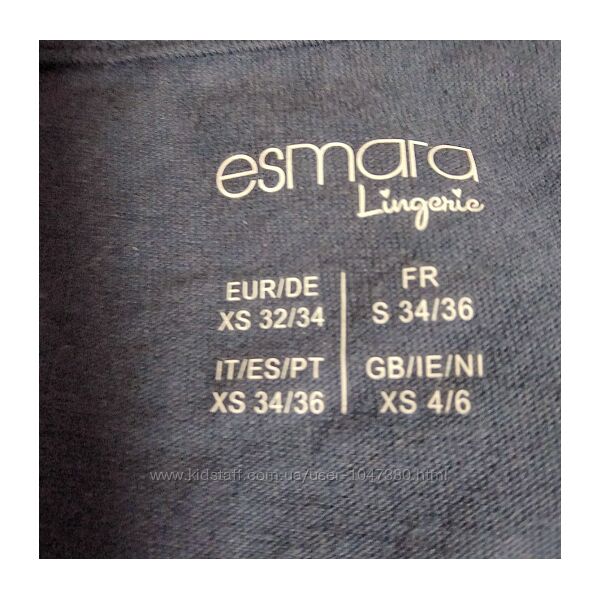 esmara
Lingerie
EUR/DE
XS 32/34
FR
S 34/36
IT/ES/PT
XS 34/36
GB/IE/NI
XS 4/6
www.kidstaff.com.ua/user-1047380.html